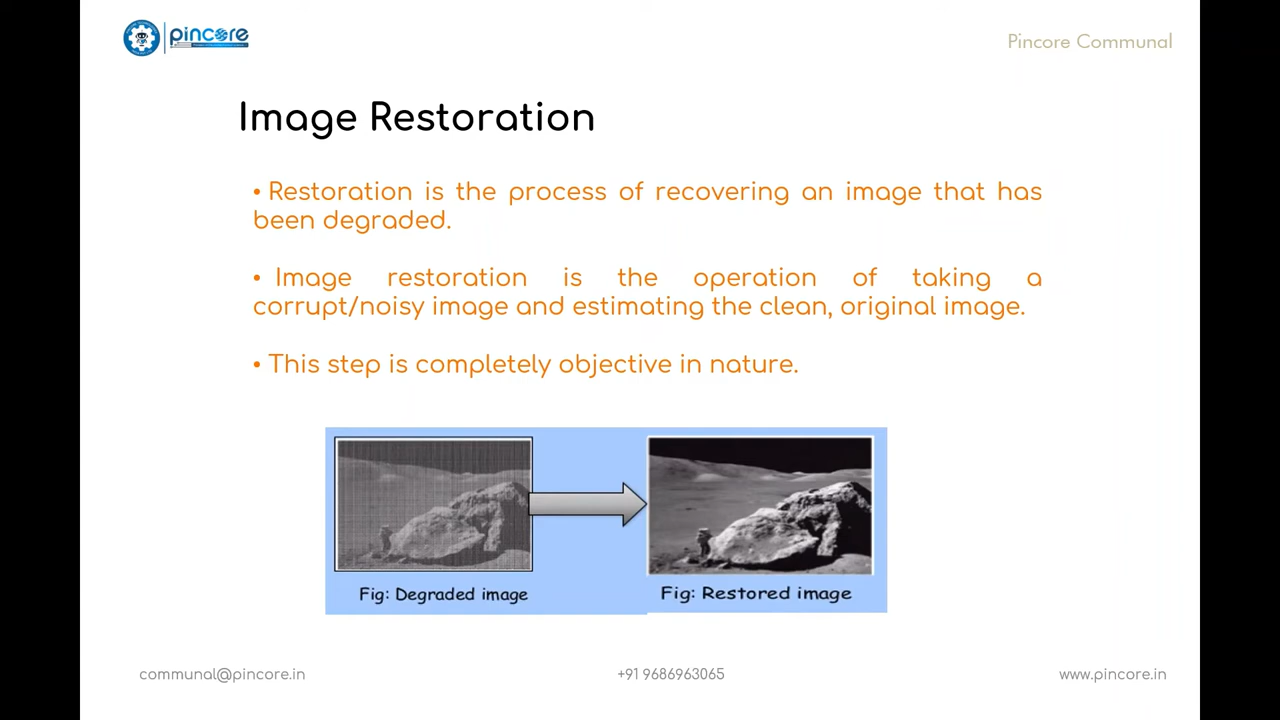 pincore
Pincore Communal
Image Restoration
• Restoration is the process of recovering an image that has
been degraded.
• Image restoration is the operation of taking a
corrupt/noisy image and estimating the clean, original image.
• This step is completely objective in nature.
Fig: Degraded image
Fig: Restored image
communal@pincore.in
+91 9686963065
www.pincore.in